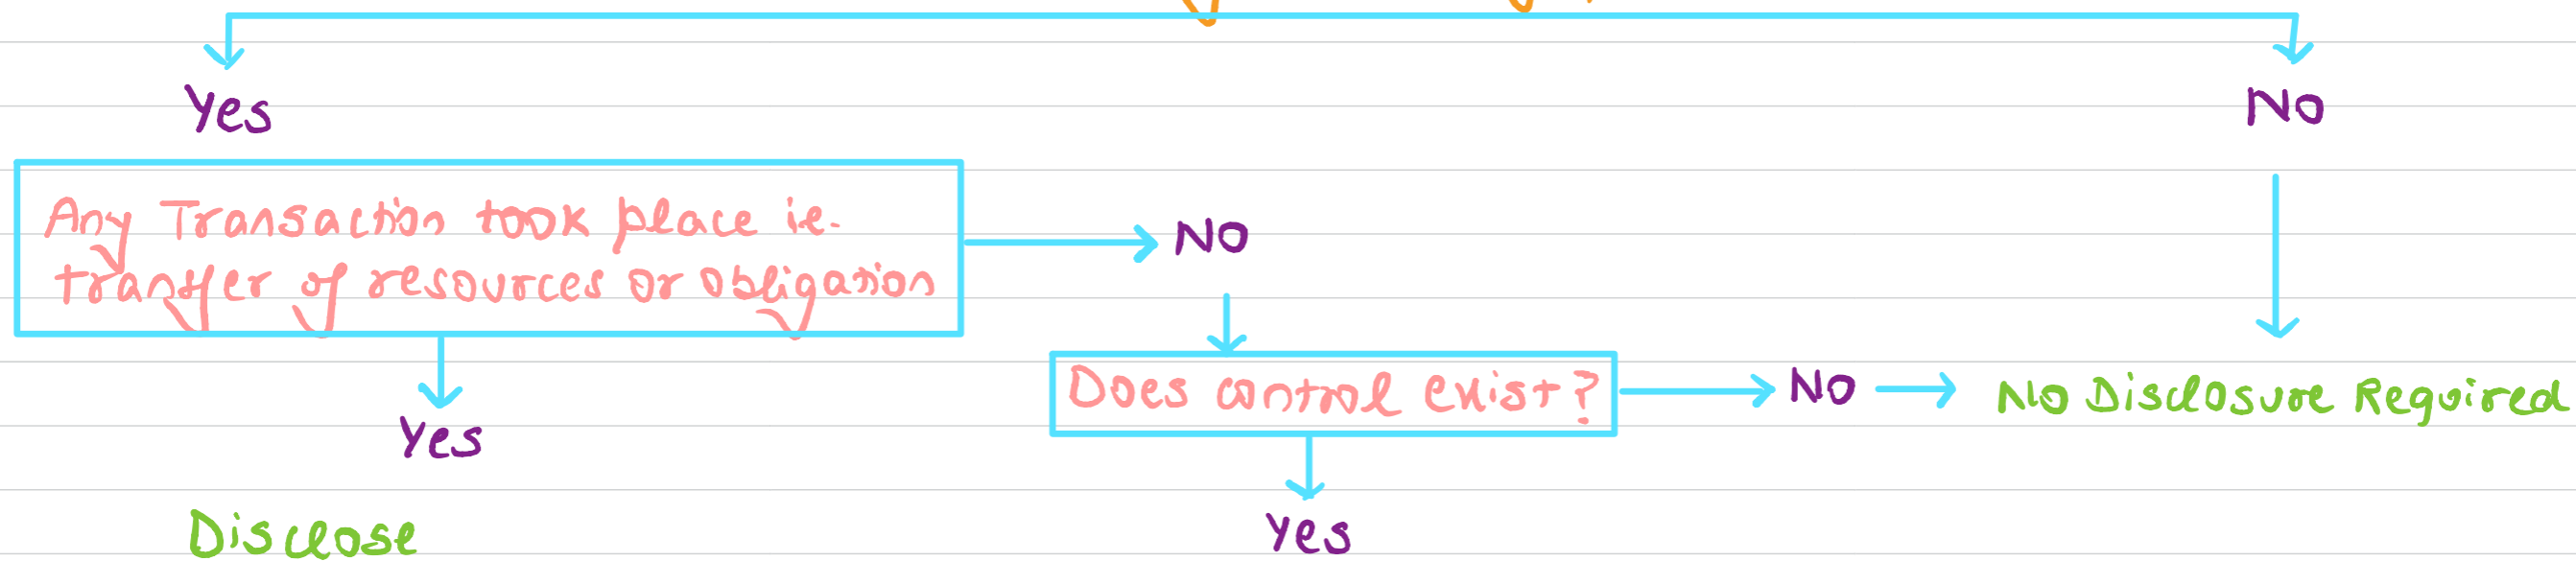 Yes
No
Any Transaction took place ie.
transfer of resources or obligation
No
Does control exist?
No
No Disclosure Required
Yes
Disclose
Yes